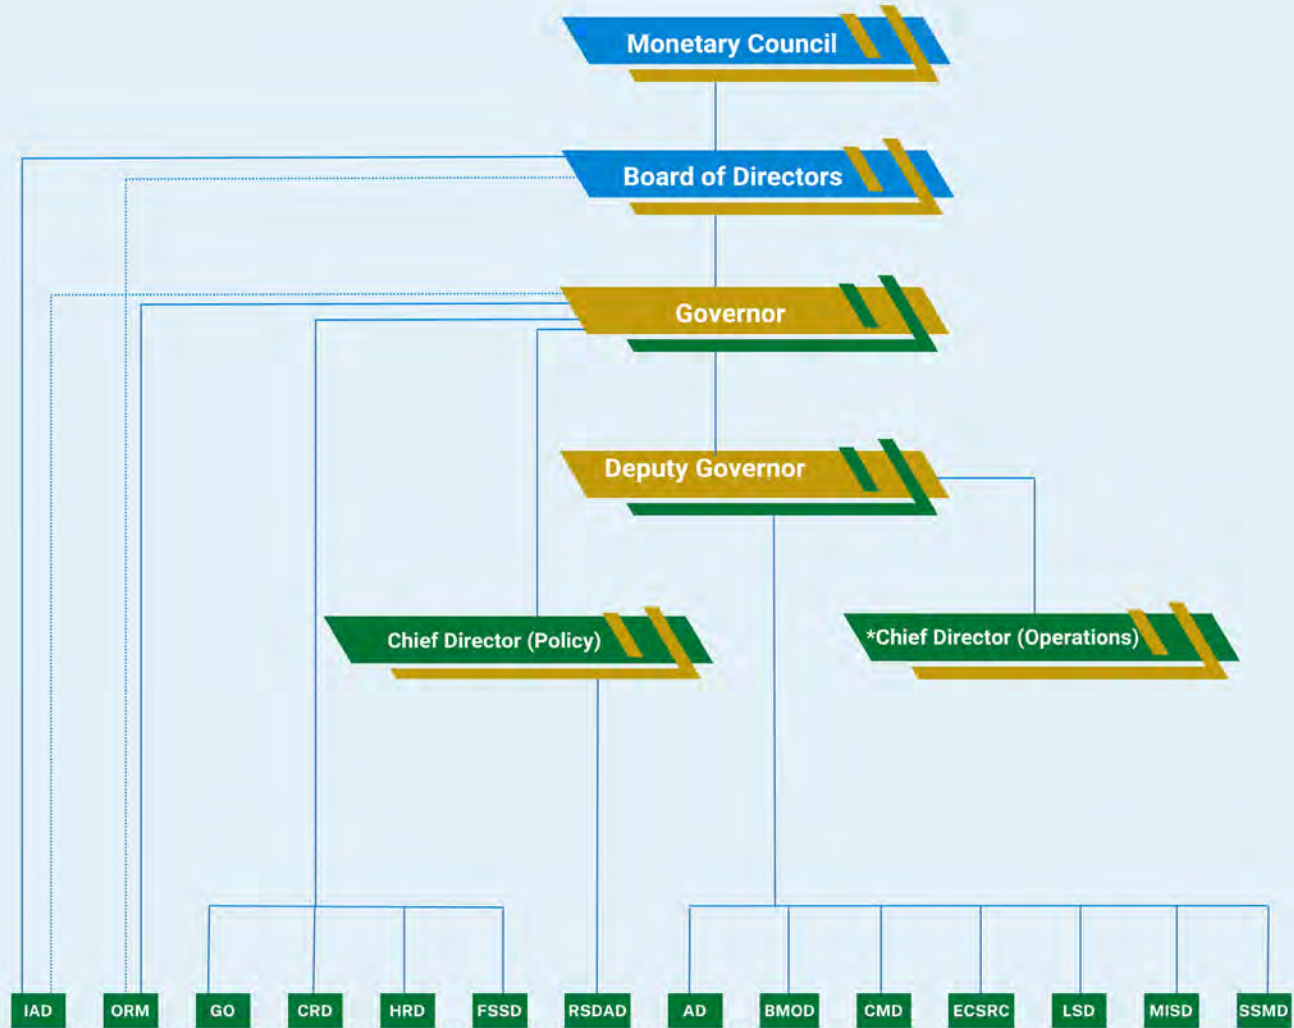 Monetary Council
Board of Directors
Governor
Deputy Governor
Chief Director (Policy)
*Chief Director (Operations)
IAD
ORM
GO
CRD
HRD
FSSD
RSDAD
AD
BMOD
CMD
ECSRC
LSD
MISD
SSMD